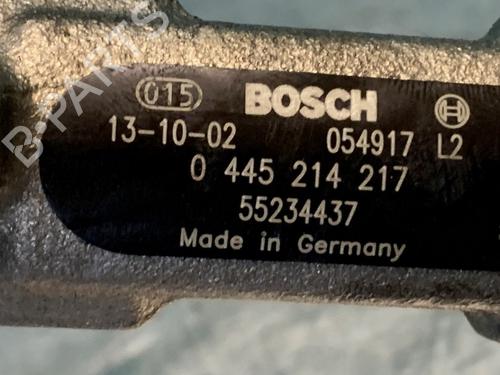 B-PARTS
015 BOSCH
13-10-02 054917 L2
0 445 214 217
55234437
Made in Germany